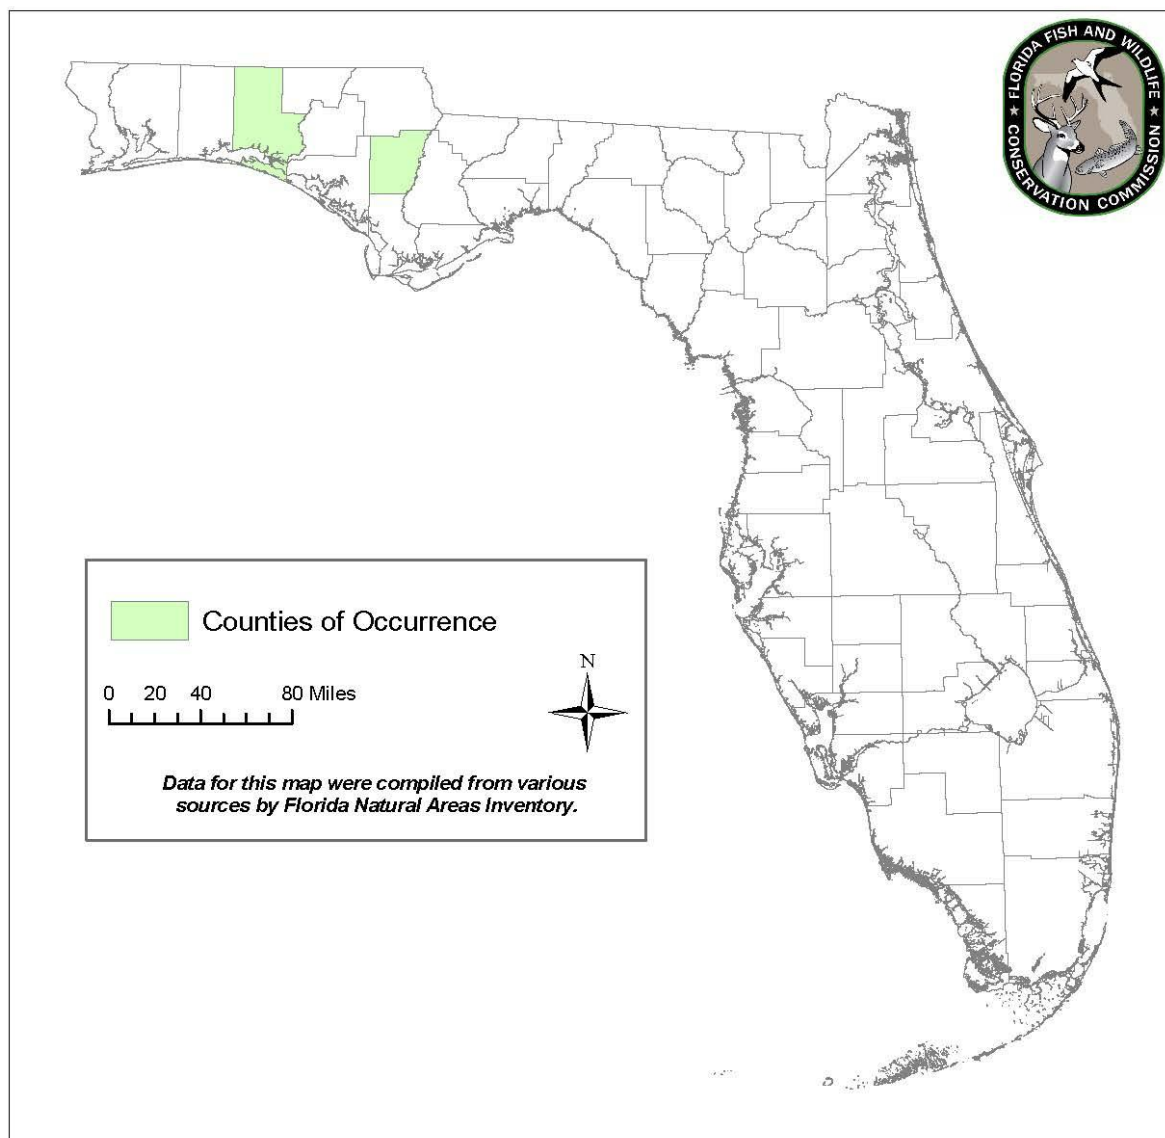 FLORIDA FISH AND WILDLIFE
CONSERVATION COMMISSION
Counties of Occurrence
N
0 20 40 80 Miles
Data for this map were compiled from various
sources by Florida Natural Areas Inventory.